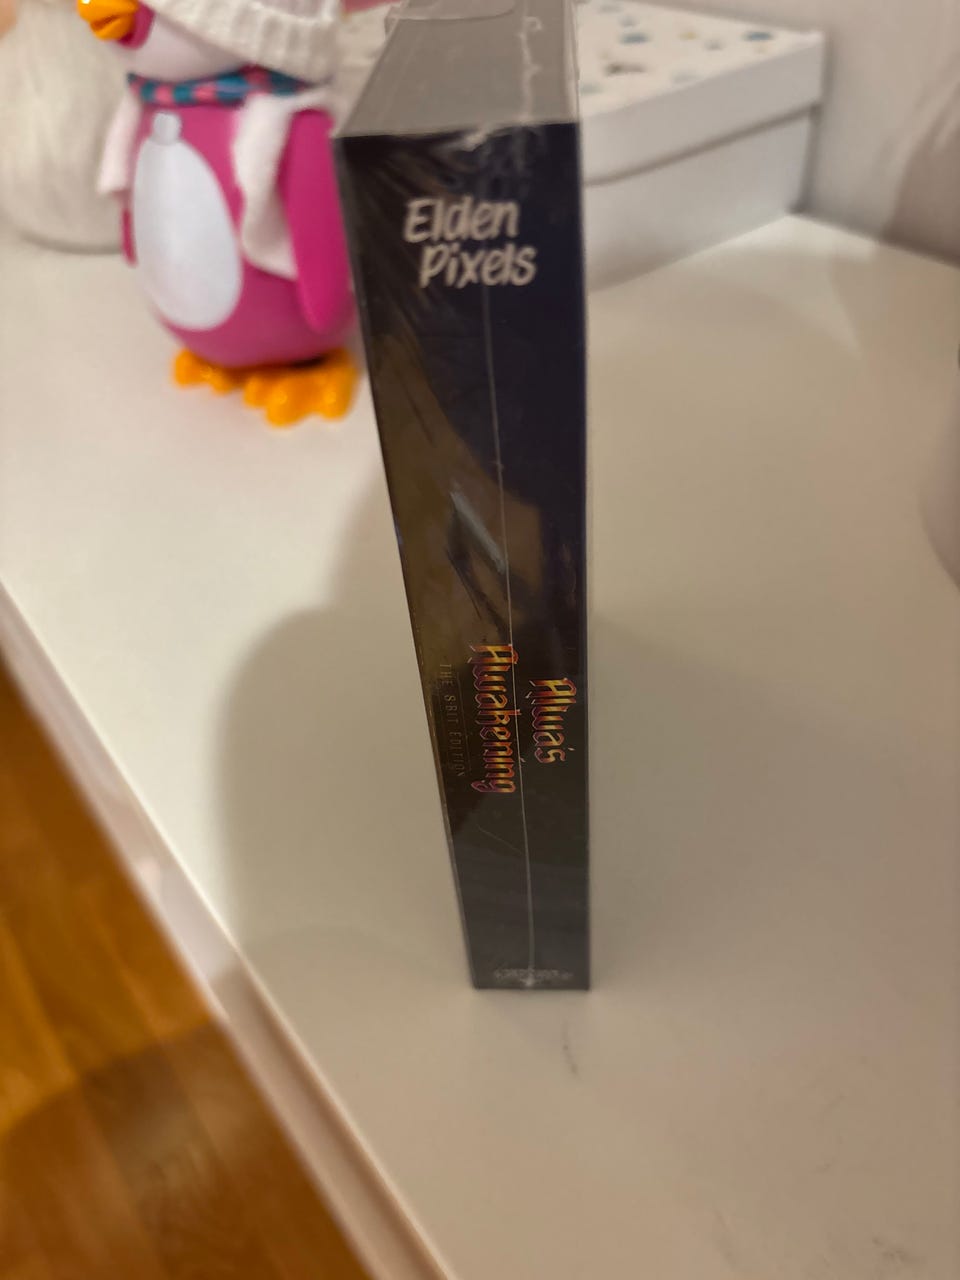 Elden
Pixels
Alwa's
Awakening
THE 8BIT EDITION